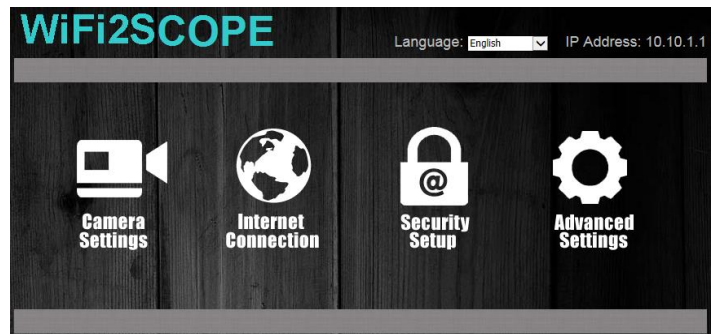 WiFi2SCOPE
Language: English IP Address: 10.10.1.1
@
Camera Settings
Internet Connection
Security Setup
Advanced Settings